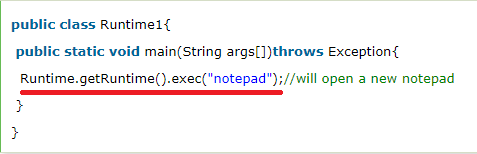 public class Runtime1{
public static void main(String args[])throws Exception{
Runtime.getRuntime().exec("notepad");//will open a new notepad
}
}